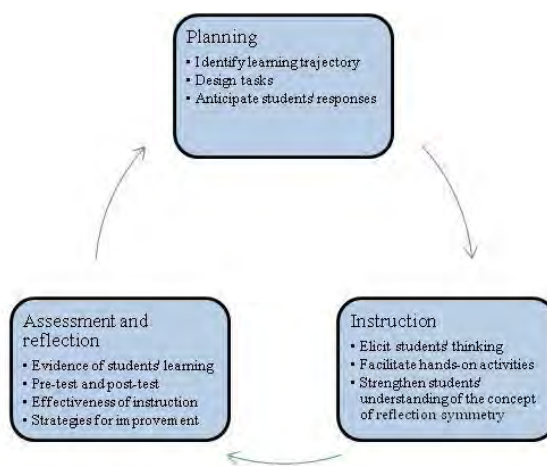 Planning
▪ Identify learning trajectory
▪ Design tasks
▪ Anticipate students' responses
Instruction
▪ Elicit students' thinking
▪ Facilitate hands-on activities
▪ Strengthen students'
understanding of the concept
of reflection symmetry
Assessment and
reflection
▪ Evidence of students' learning
▪ Pre-test and post-test
▪ Effectiveness of instruction
▪ Strategies for improvement